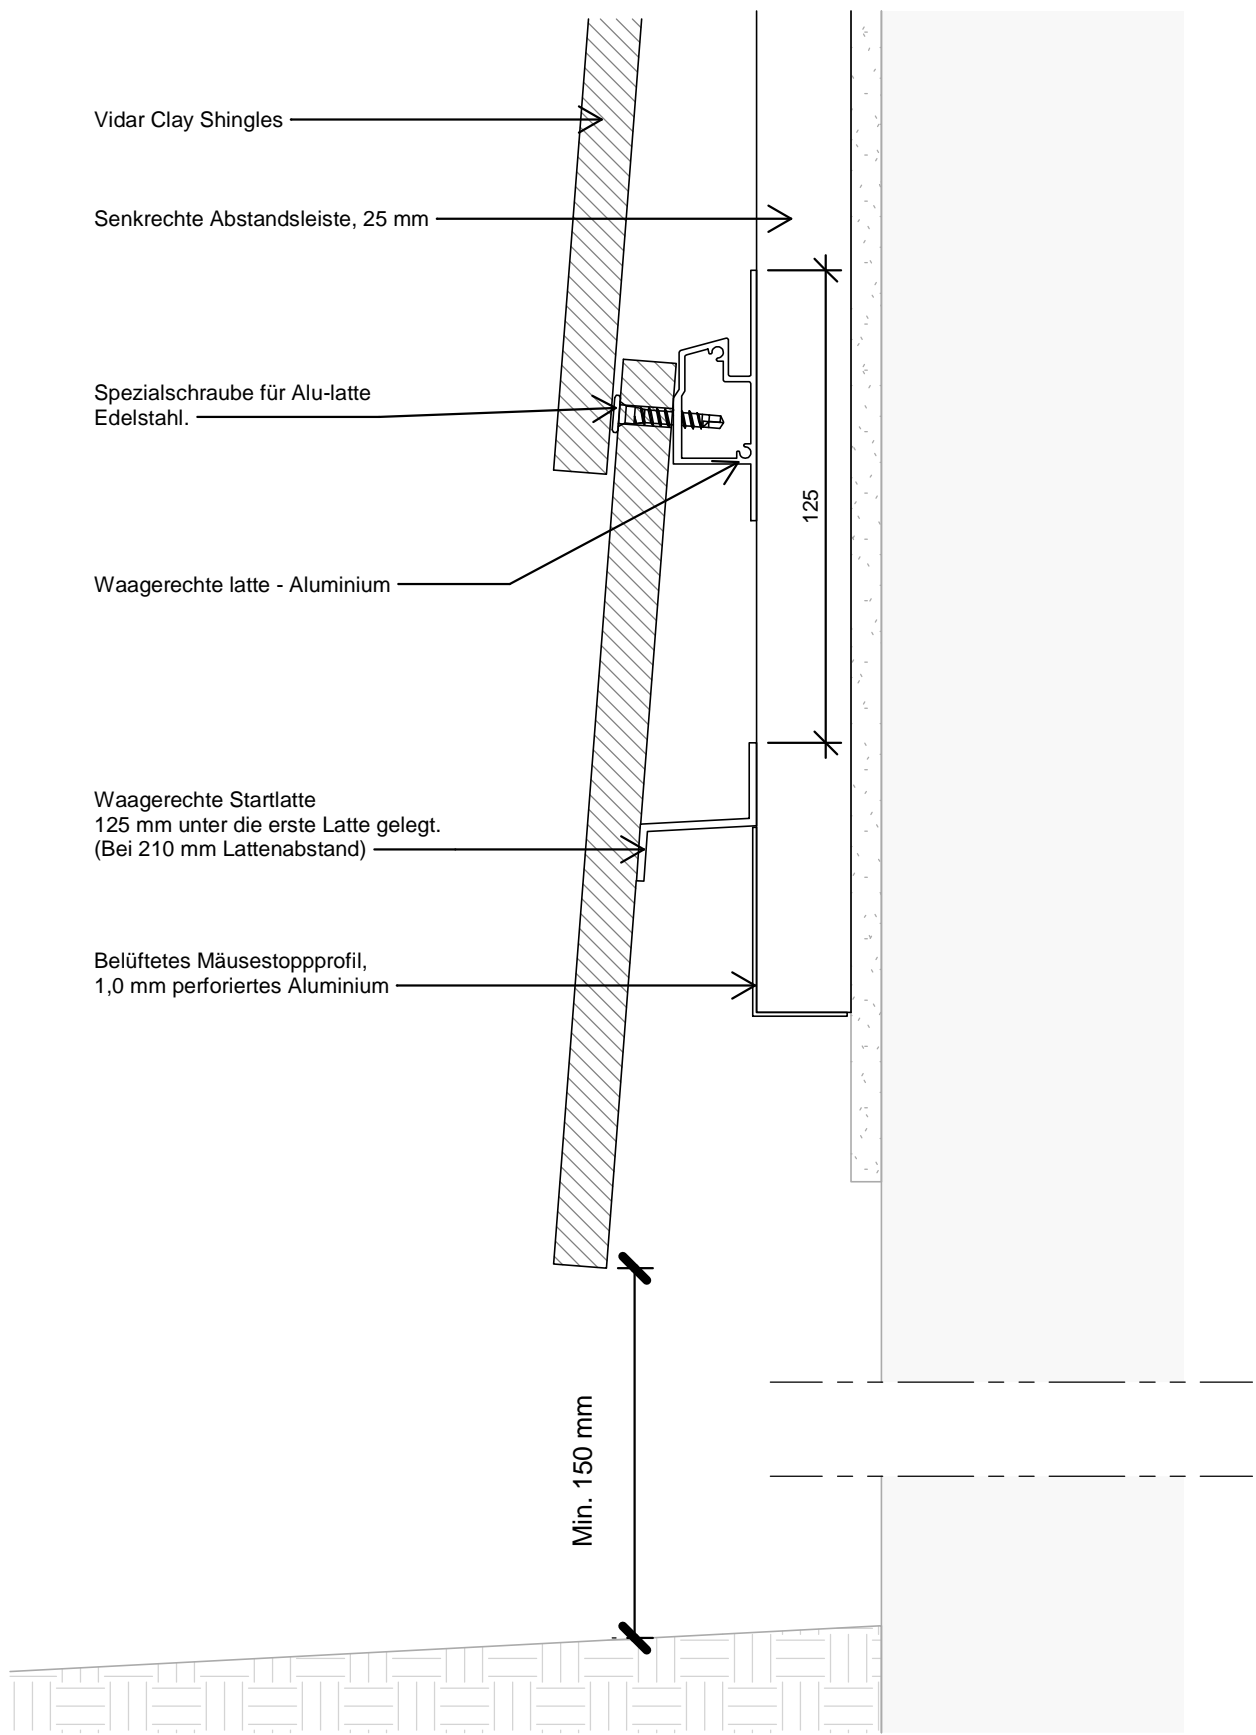 Vidar Clay Shingles
Senkrechte Abstandsleiste, 25 mm
Spezialschraube für Alu-latte
Edelstahl.
125
Waagerechte latte - Aluminium
Waagerechte Startlatte
125 mm unter die erste Latte gelegt.
(Bei 210 mm Lattenabstand)
Belüftetes Mäusestoppprofil,
1,0 mm perforiertes Aluminium
Min. 150 mm